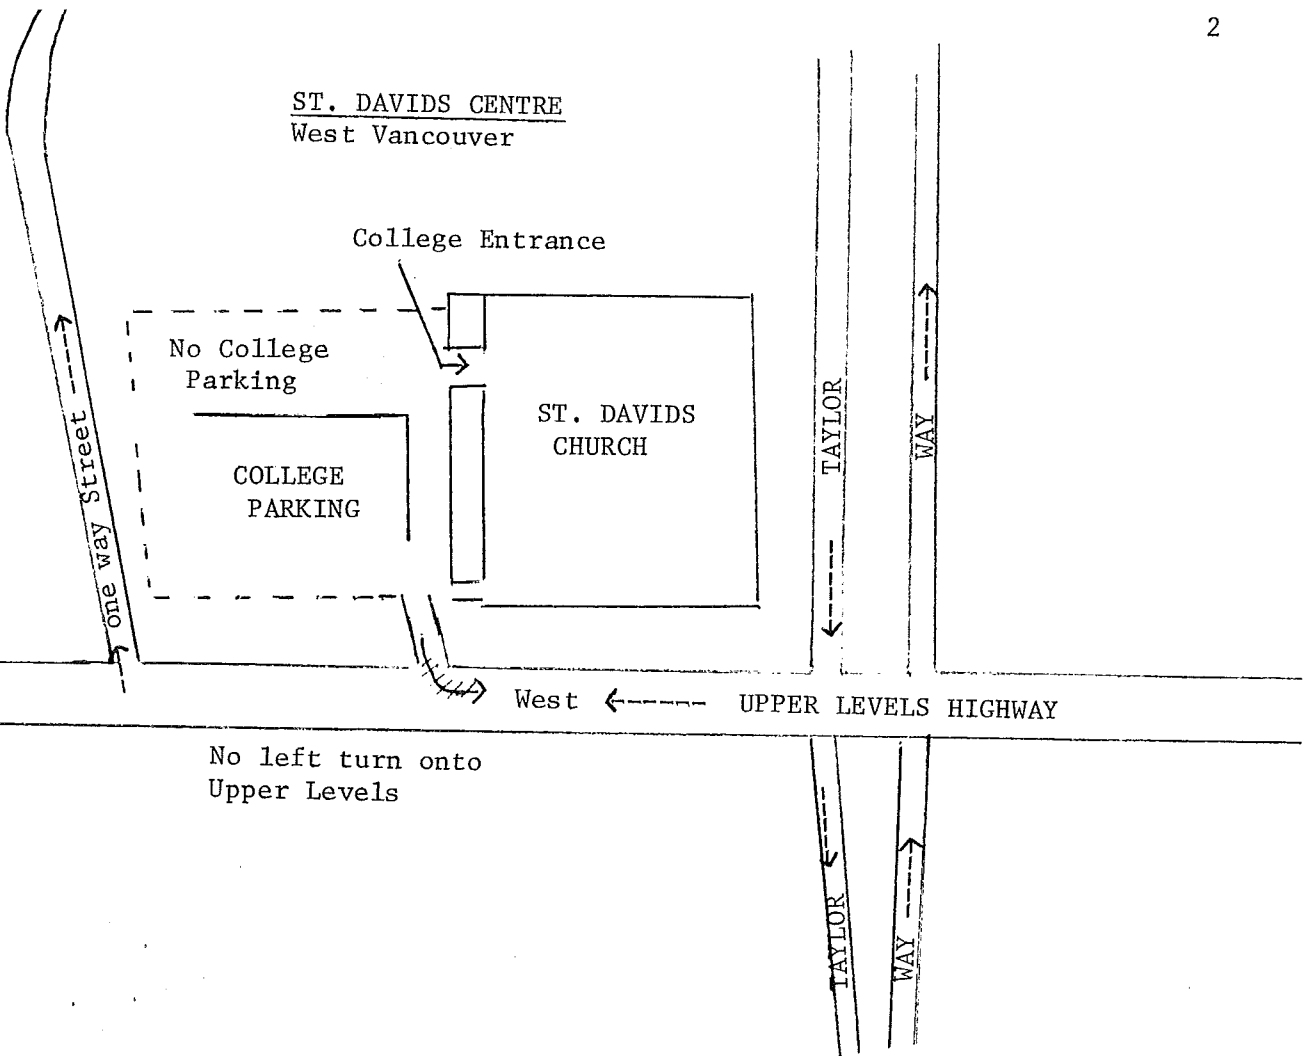 2
ST. DAVIDS CENTRE
West Vancouver
College Entrance
No College
Parking
COLLEGE
PARKING
ST. DAVIDS
CHURCH
one way Street
TAYLOR
WAY
West
UPPER LEVELS HIGHWAY
No left turn onto
Upper Levels
TAYLOR
WAY